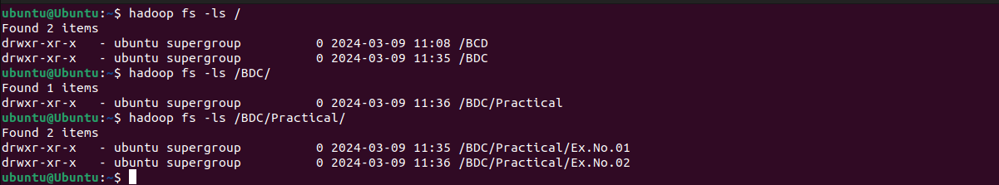 ubuntu@Ubuntu:~$ hadoop fs -ls /
Found 2 items
drwxr-xr-x   - ubuntu supergroup          0 2024-03-09 11:08 /BCD
drwxr-xr-x   - ubuntu supergroup          0 2024-03-09 11:35 /BDC
ubuntu@Ubuntu:~$ hadoop fs -ls /BDC/
Found 1 items
drwxr-xr-x   - ubuntu supergroup          0 2024-03-09 11:36 /BDC/Practical
ubuntu@Ubuntu:~$ hadoop fs -ls /BDC/Practical/
Found 2 items
drwxr-xr-x   - ubuntu supergroup          0 2024-03-09 11:35 /BDC/Practical/Ex.No.01
drwxr-xr-x   - ubuntu supergroup          0 2024-03-09 11:36 /BDC/Practical/Ex.No.02
ubuntu@Ubuntu:~$